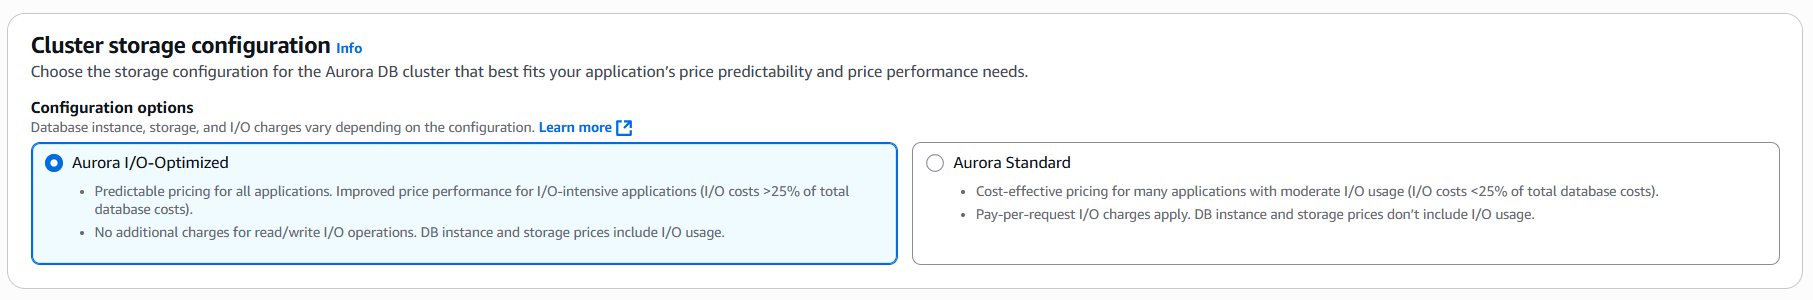 Cluster storage configuration Info
Choose the storage configuration for the Aurora DB cluster that best fits your application’s price predictability and price performance needs.
Configuration options
Database instance, storage, and I/O charges vary depending on the configuration. Learn more
Aurora I/O-Optimized
• Predictable pricing for all applications. Improved price performance for I/O-intensive applications (I/O costs >25% of total
database costs).
• No additional charges for read/write I/O operations. DB instance and storage prices include I/O usage.
Aurora Standard
• Cost-effective pricing for many applications with moderate I/O usage (I/O costs <25% of total database costs).
• Pay-per-request I/O charges apply. DB instance and storage prices don’t include I/O usage.